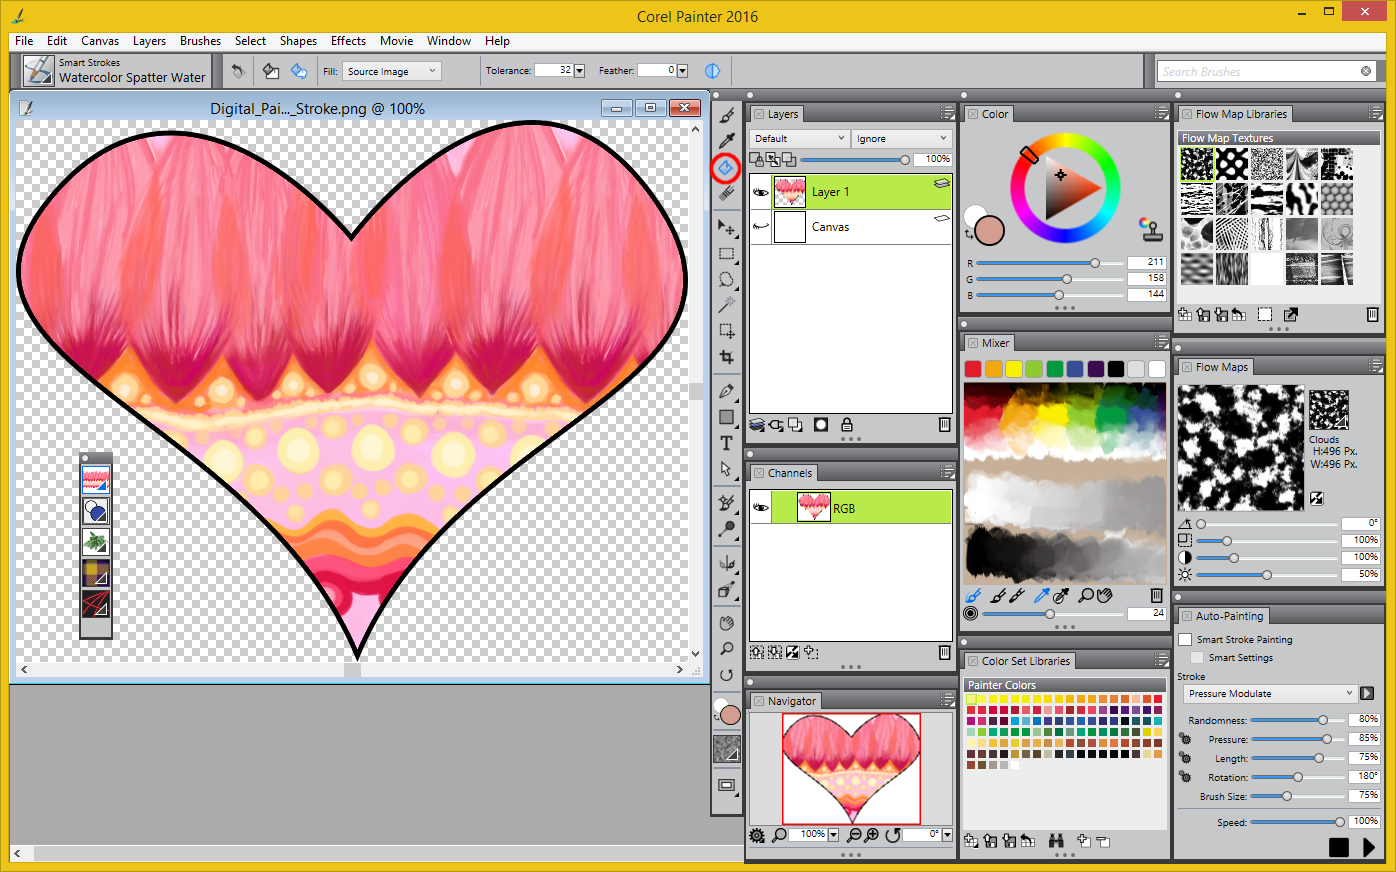 Corel Painter 2016
File Edit Canvas Layers Brushes Select Shapes Effects Movie Window Help
Smart Strokes
Watercolor Spatter Water
Fill: Source Image Tolerance: 32 Feather: 0
Search Brushes
Digital_Pai..._Stroke.png @ 100%
Layers
Default Ignore
100%
Layer 1
Canvas
Channels
RGB
Navigator
100% 0°
Color
R 211
G 158
B 144
Mixer
24
Color Set Libraries
Painter Colors
Flow Map Libraries
Flow Map Textures
Flow Maps
Clouds
H:496 Px.
W:496 Px.
0°
100%
100%
50%
Auto-Painting
Smart Stroke Painting
Smart Settings
Stroke
Pressure Modulate
Randomness: 80%
Pressure: 85%
Length: 75%
Rotation: 180°
Brush Size: 75%
Speed: 100%